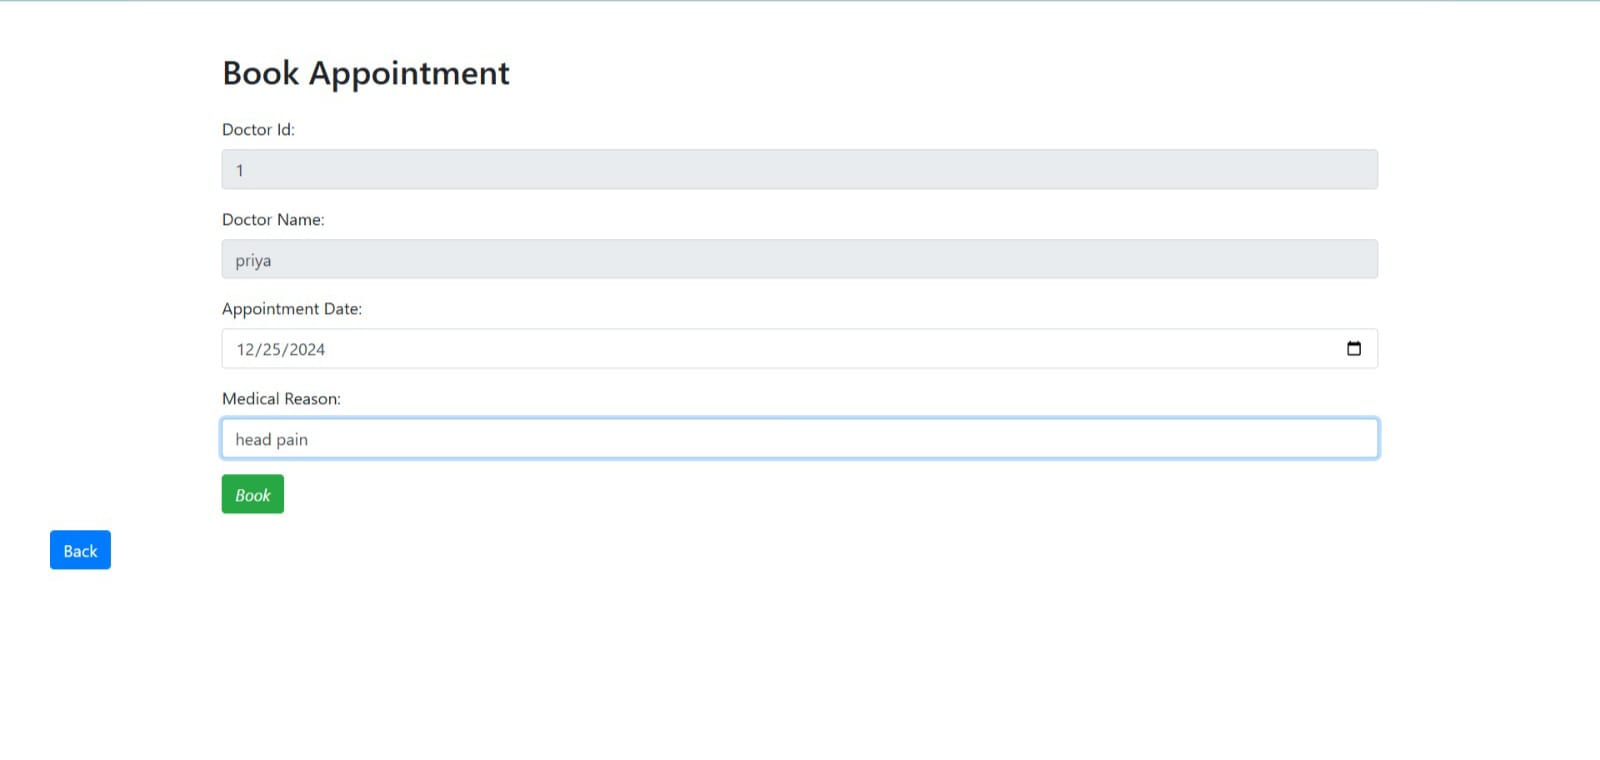 Book Appointment
Doctor Id:
1
Doctor Name:
priya
Appointment Date:
12/25/2024
Medical Reason:
head pain
Book
Back